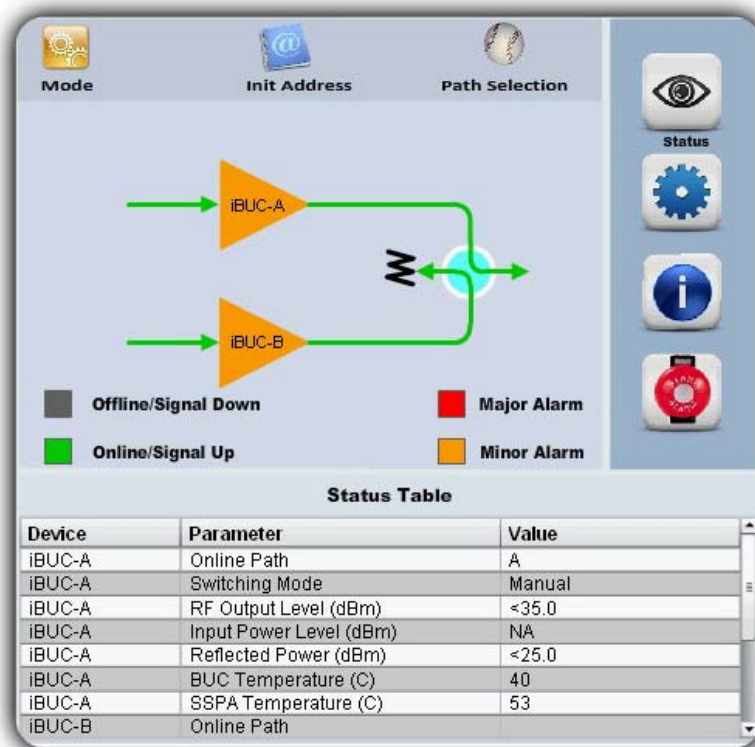 Mode Init Address Path Selection
Status
iBUC-A
iBUC-B
Offline/Signal Down Major Alarm
Online/Signal Up Minor Alarm
Status Table
Device Parameter Value
iBUC-A Online Path A
iBUC-A Switching Mode Manual
iBUC-A RF Output Level (dBm) <35.0
iBUC-A Input Power Level (dBm) NA
iBUC-A Reflected Power (dBm) <25.0
iBUC-A BUC Temperature (C) 40
iBUC-A SSPA Temperature (C) 53
iBUC-B Online Path